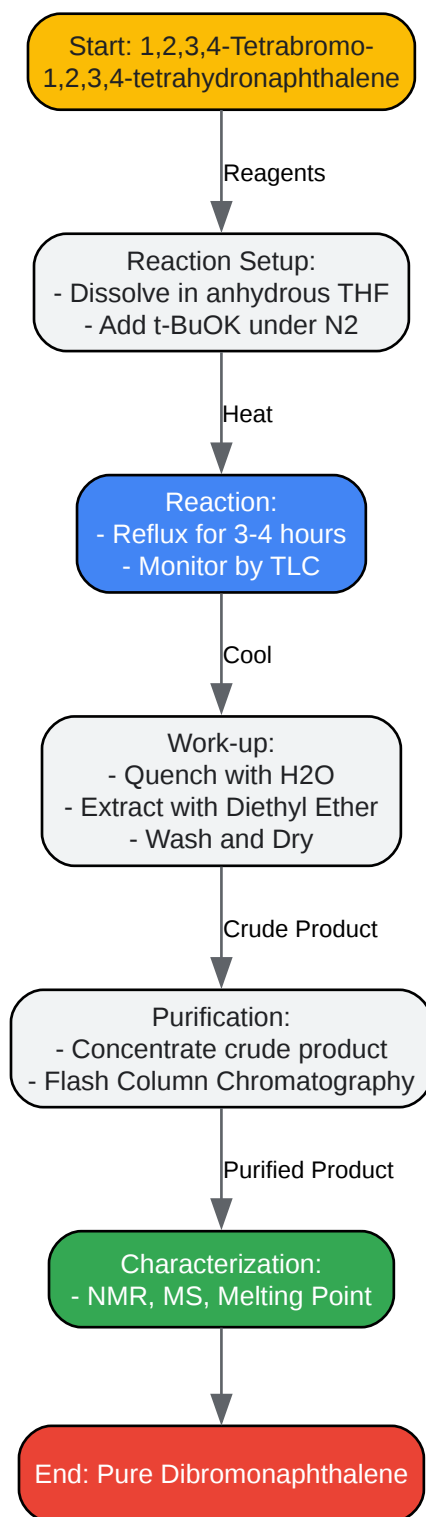 Start: 1,2,3,4-Tetrabromo-
1,2,3,4-tetrahydronaphthalene
Reagents
Reaction Setup:
- Dissolve in anhydrous THF
- Add t-BuOK under N2
Heat
Reaction:
- Reflux for 3-4 hours
- Monitor by TLC
Cool
Work-up:
- Quench with H2O
- Extract with Diethyl Ether
- Wash and Dry
Crude Product
Purification:
- Concentrate crude product
- Flash Column Chromatography
Purified Product
Characterization:
- NMR, MS, Melting Point
End: Pure Dibromonaphthalene